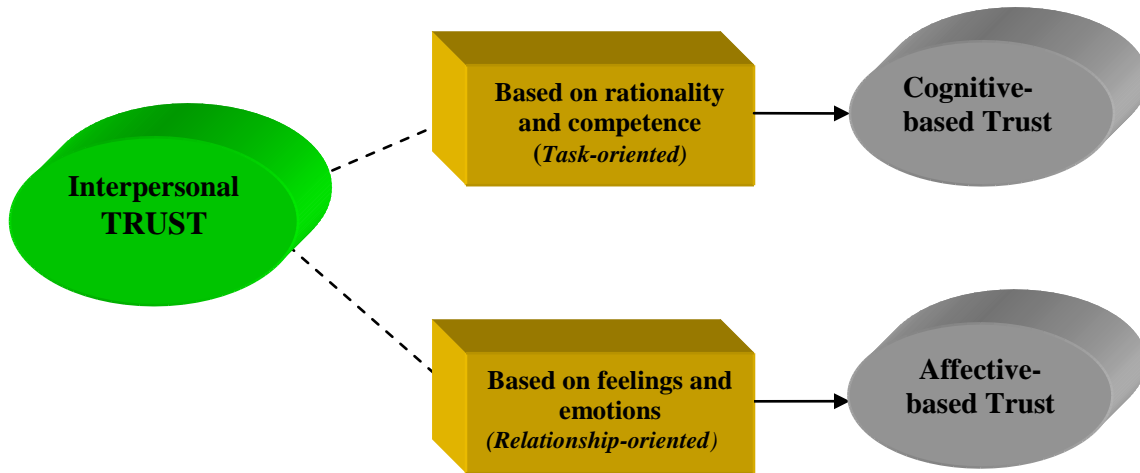 Interpersonal
TRUST
Based on rationality
and competence
(Task-oriented)
Cognitive-
based Trust
Based on feelings and
emotions
(Relationship-oriented)
Affective-
based Trust